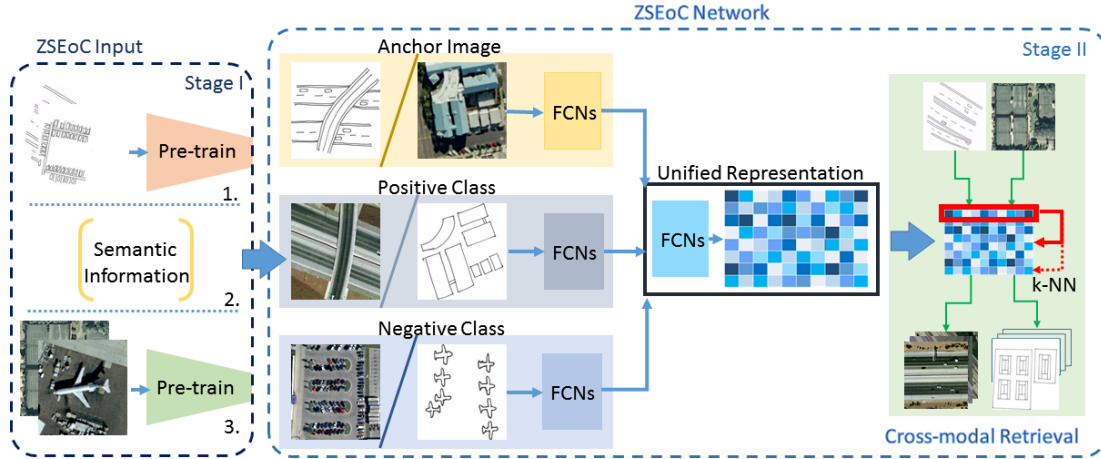 ZSEoC Network
ZSEoC Input
Stage I
Pre-train
1.
Semantic
Information
2.
Pre-train
3.
Anchor Image
FCNs
Positive Class
FCNs
Negative Class
FCNs
Unified Representation
FCNs
Stage II
k-NN
Cross-modal Retrieval